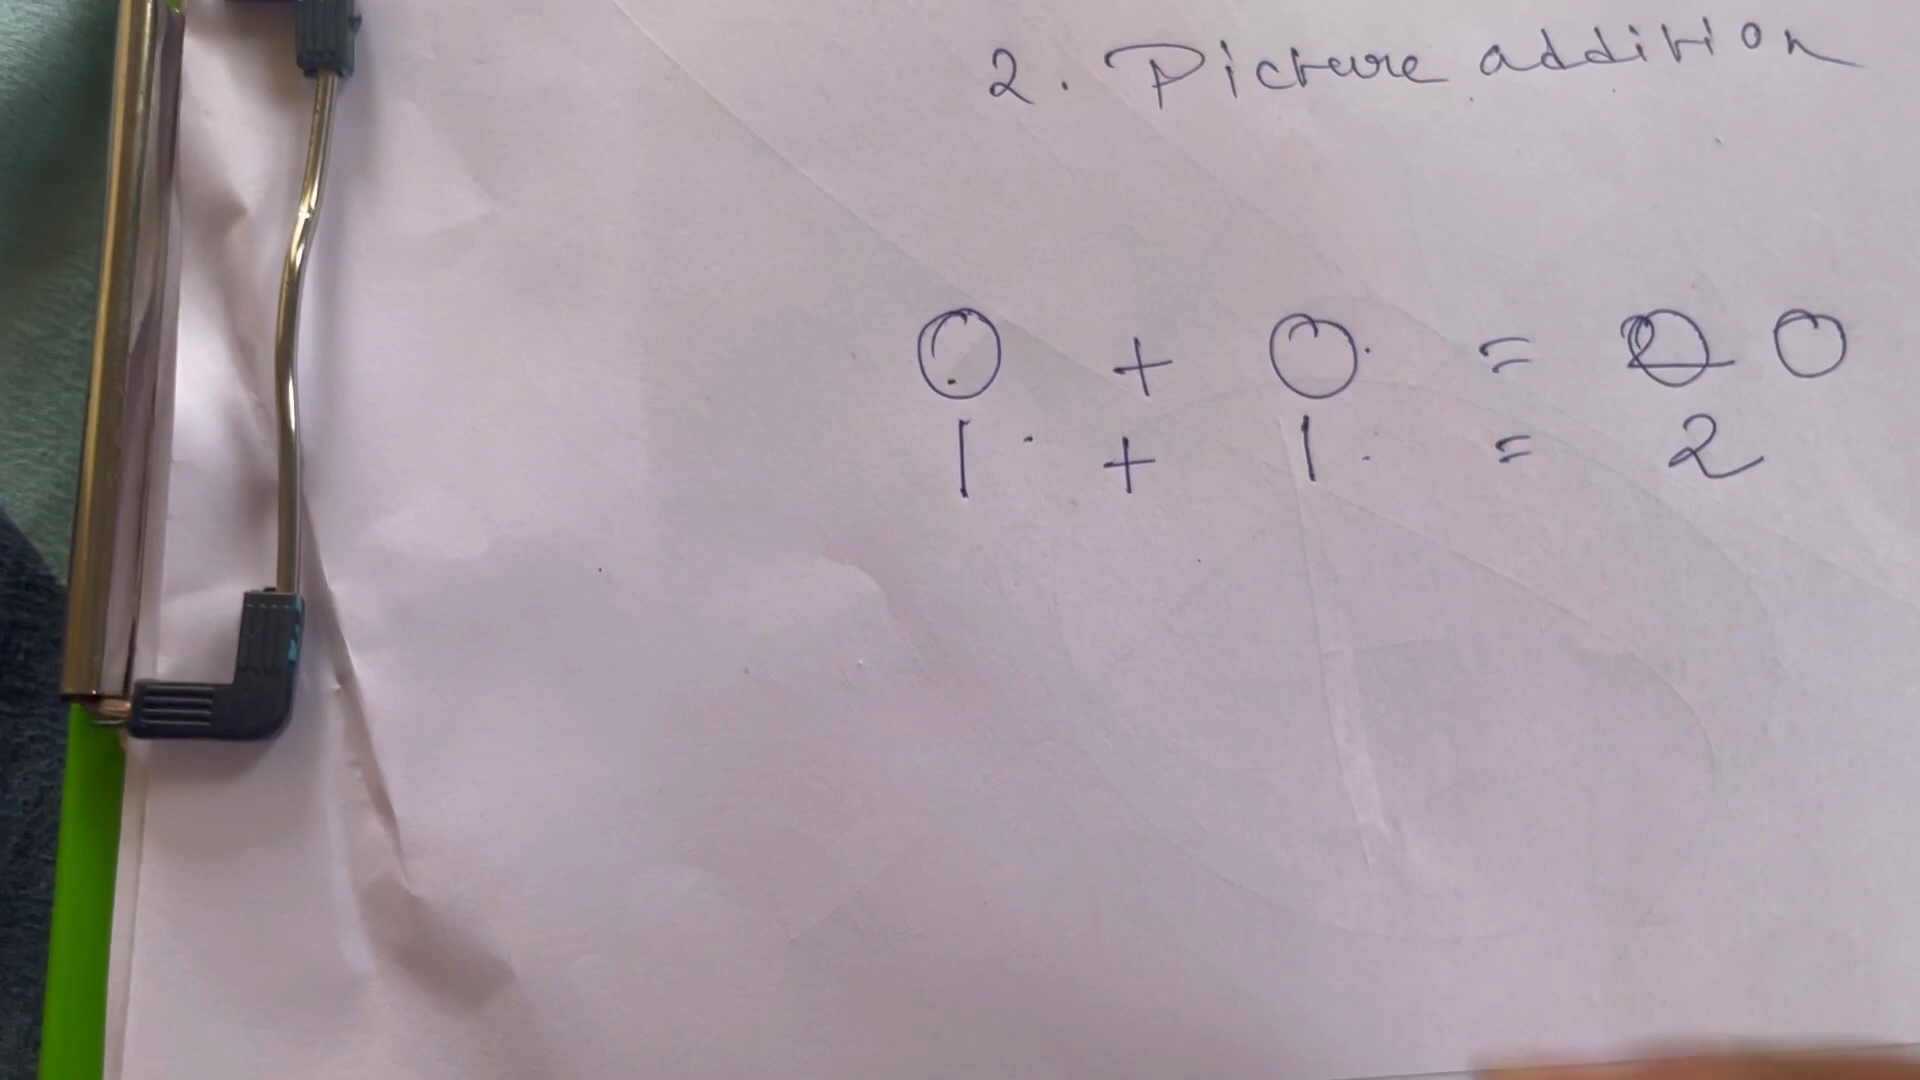 2. Picture addition
O + O = O O
1 + 1 = 2